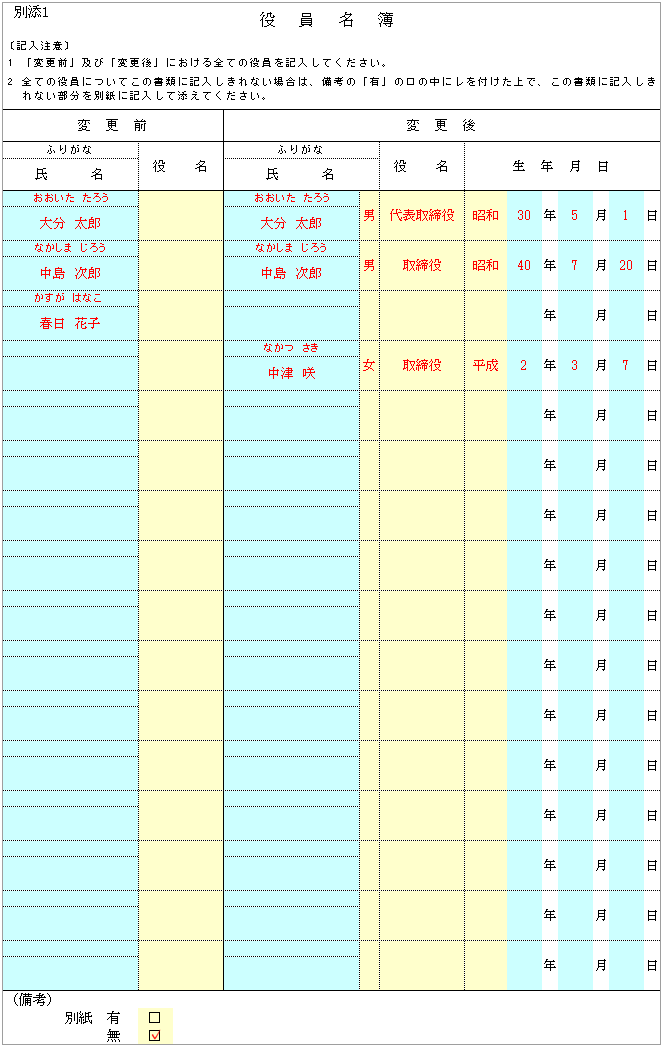 別添1
役 員 名 簿
〔記入注意〕
1 「変更前」及び「変更後」における全ての役員を記入してください。
2 全ての役員についてこの書類に記入しきれない場合は、備考の「有」の口の中にレを付けた上で、この書類に記入しき
れない部分を別紙に記入して添えてください。
変 更 前 変 更 後
ふりがな ふりがな
氏 名 役 名 氏 名 役 名 生 年 月 日
おおいた たろう おおいた たろう
大分 太郎 大分 太郎 男 代表取締役 昭和 30 年 5 月 1 日
なかしま じろう なかしま じろう
中島 次郎 中島 次郎 男 取締役 昭和 40 年 7 月 20 日
かすが はなこ
春日 花子 年 月 日
なかつ さき
中津 咲 女 取締役 平成 2 年 3 月 7 日
年 月 日
年 月 日
年 月 日
年 月 日
年 月 日
年 月 日
年 月 日
年 月 日
年 月 日
年 月 日
年 月 日
年 月 日
(備考)
別紙 有 □
無 ☑